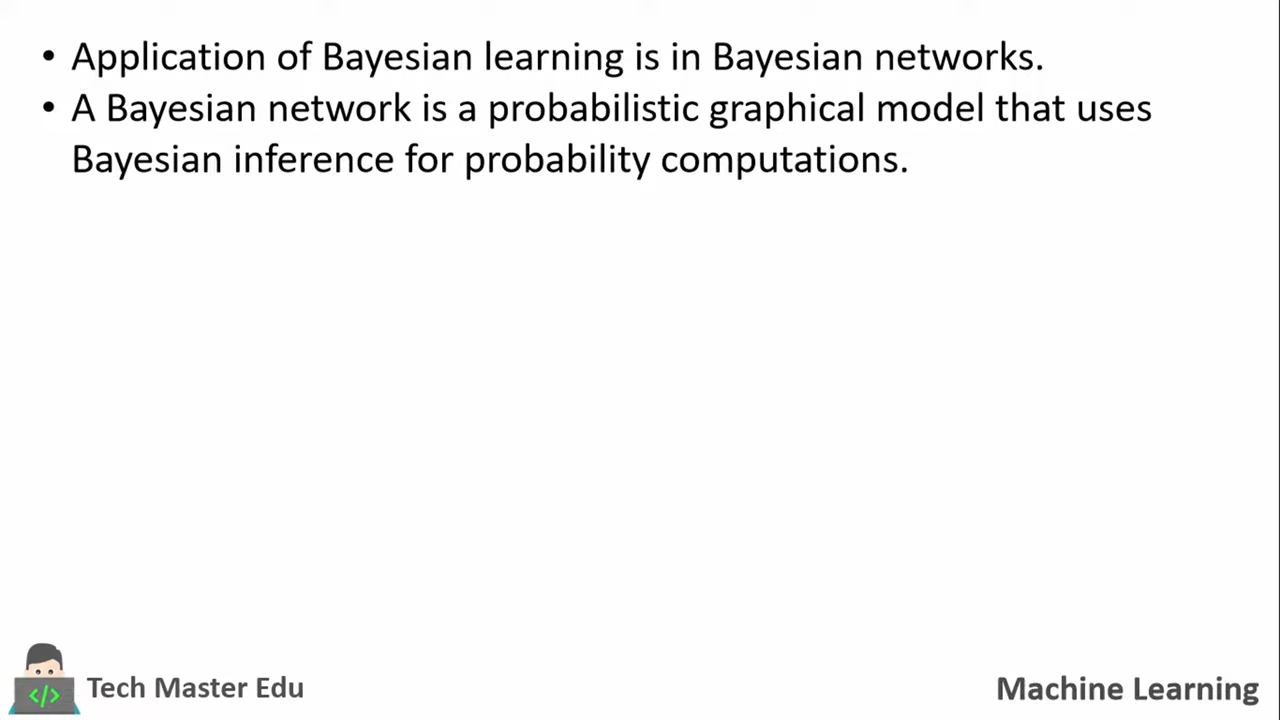 • Application of Bayesian learning is in Bayesian networks.
• A Bayesian network is a probabilistic graphical model that uses
Bayesian inference for probability computations.
</> Tech Master Edu
Machine Learning